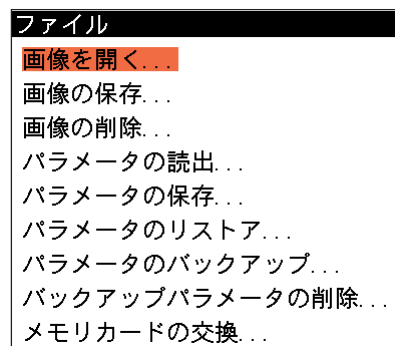 ファイル
画像を開く...
画像の保存...
画像の削除...
パラメータの読出...
パラメータの保存...
パラメータのリストア...
パラメータのバックアップ...
バックアップパラメータの削除...
メモリカードの交換...